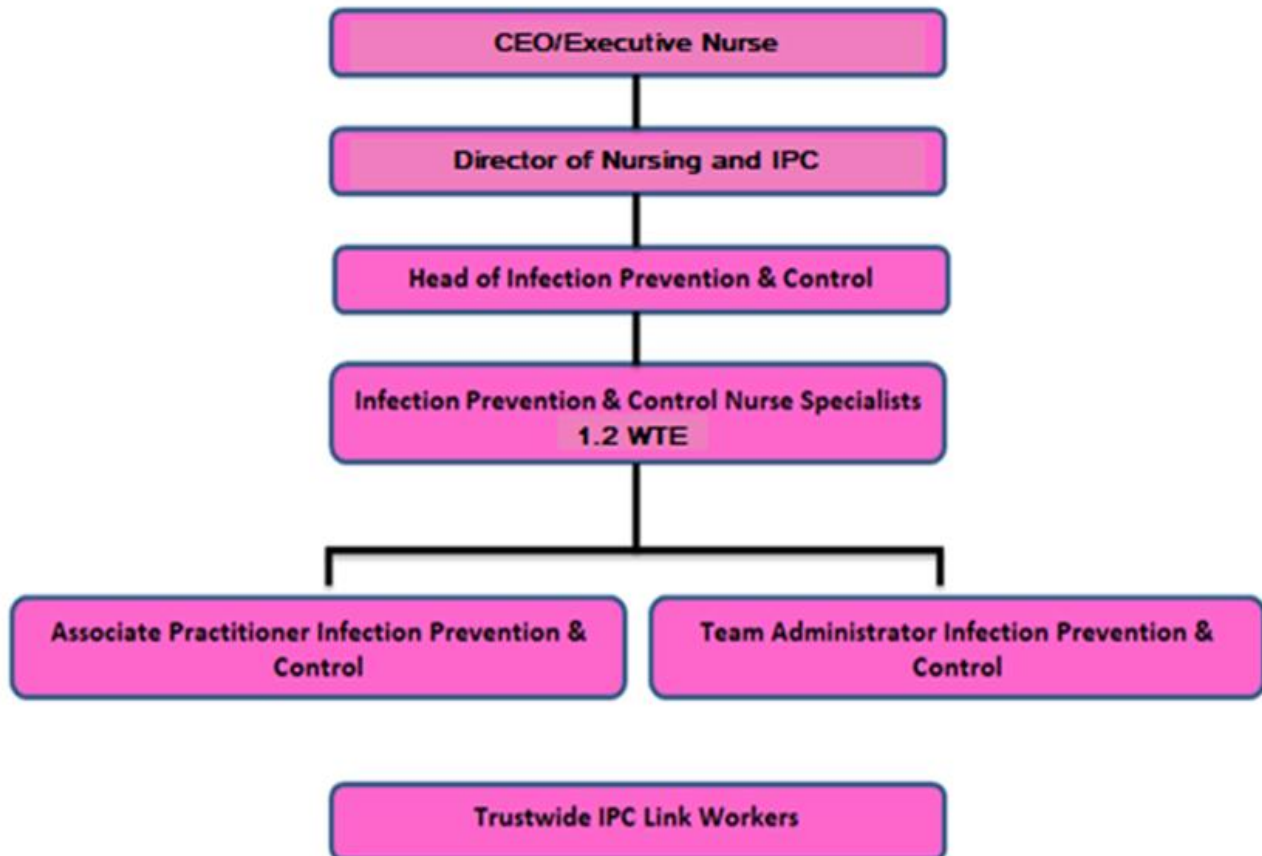 CEO/Executive Nurse
Director of Nursing and IPC
Head of Infection Prevention & Control
Infection Prevention & Control Nurse Specialists
1.2 WTE
Associate Practitioner Infection Prevention &
Control
Team Administrator Infection Prevention &
Control
Trustwide IPC Link Workers